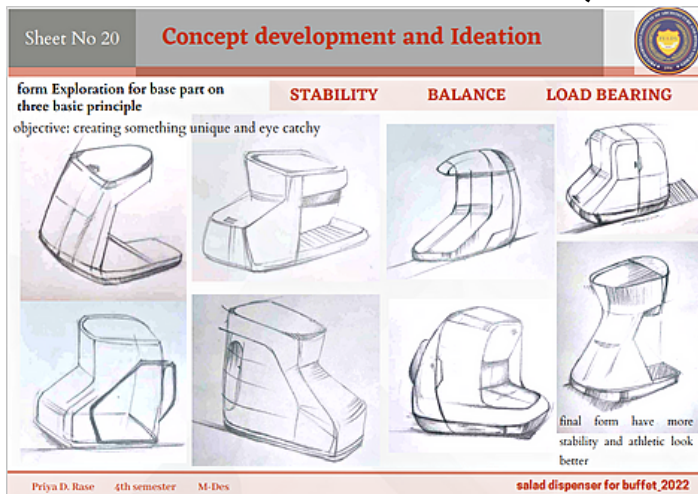 Sheet No 20
Concept development and Ideation
form Exploration for base part on
three basic principle
STABILITY BALANCE LOAD BEARING
objective: creating something unique and eye catchy
final form have more
stability and athletic look
better
Priya D. Rase 4th semester M-Des
salad dispenser for buffet_2022